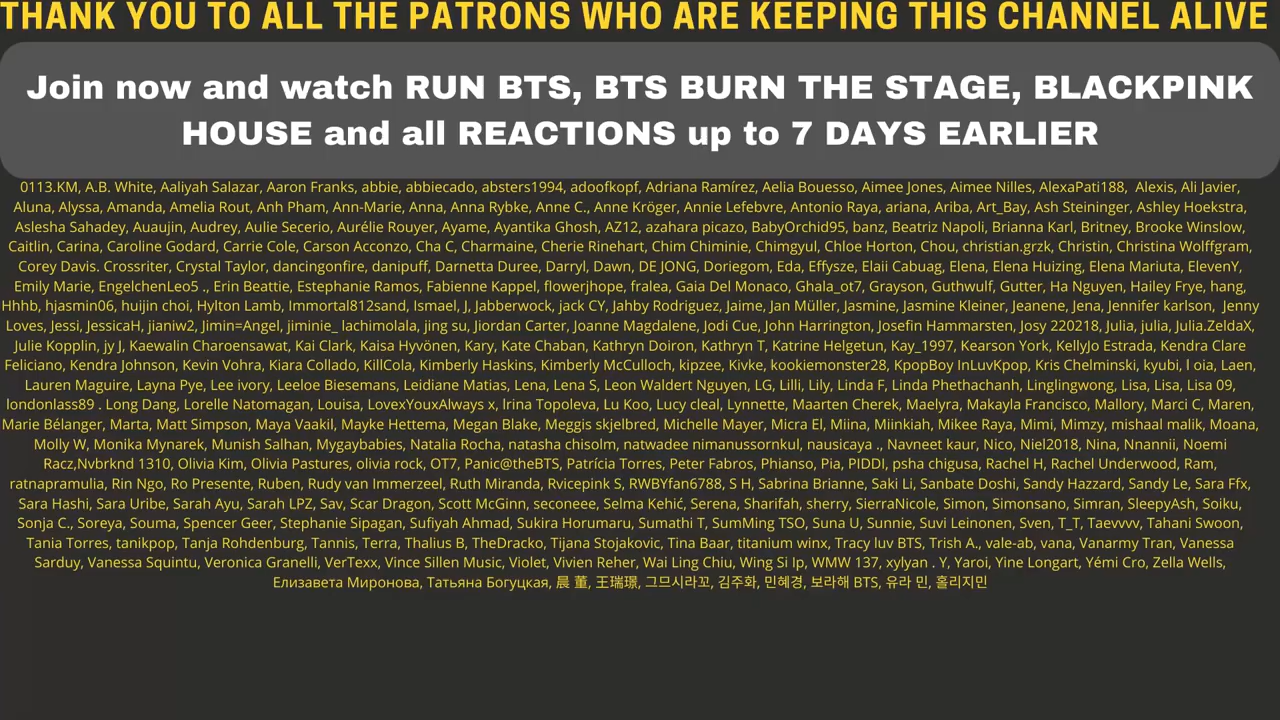 THANK YOU TO ALL THE PATRONS WHO ARE KEEPING THIS CHANNEL ALIVE
Join now and watch RUN BTS, BTS BURN THE STAGE, BLACKPINK
HOUSE and all REACTIONS up to 7 DAYS EARLIER
0113.KM, A.B. White, Aaliyah Salazar, Aaron Franks, abbie, abbiecado, absters1994, adoofkopf, Adriana Ramírez, Aelia Bouesso, Aimee Jones, Aimee Nilles, AlexaPati188,  Alexis, Ali Javier,
Aluna, Alyssa, Amanda, Amelia Rout, Anh Pham, Ann-Marie, Anna, Anna Rybke, Anne C., Anne Kröger, Annie Lefebvre, Antonio Raya, ariana, Ariba, Art_Bay, Ash Steininger, Ashley Hoekstra,
Aslesha Sahadey, Auaujin, Audrey, Aulie Secerio, Aurélie Rouyer, Ayame, Ayantika Ghosh, AZ12, azahara picazo, BabyOrchid95, banz, Beatriz Napoli, Brianna Karl, Britney, Brooke Winslow,
Caitlin, Carina, Caroline Godard, Carrie Cole, Carson Acconzo, Cha C, Charmaine, Cherie Rinehart, Chim Chiminie, Chimgyul, Chloe Horton, Chou, christian.grzk, Christin, Christina Wolffgram,
Corey Davis. Crossriter, Crystal Taylor, dancingonfire, danipuff, Darnetta Duree, Darryl, Dawn, DE JONG, Doriegom, Eda, Effysze, Elaii Cabuag, Elena, Elena Huizing, Elena Mariuta, ElevenY,
Emily Marie, EngelchenLeo5 ., Erin Beattie, Estephanie Ramos, Fabienne Kappel, flowerjhope, fralea, Gaia Del Monaco, Ghala_ot7, Grayson, Guthwulf, Gutter, Ha Nguyen, Hailey Frye, hang,
Hhhb, hjasmin06, huijin choi, Hylton Lamb, Immortal812sand, Ismael, J, Jabberwock, jack CY, Jahby Rodriguez, Jaime, Jan Müller, Jasmine, Jasmine Kleiner, Jeanene, Jena, Jennifer karlson,  Jenny
Loves, Jessi, JessicaH, jianiw2, Jimin=Angel, jiminie_ lachimolala, jing su, Jiordan Carter, Joanne Magdalene, Jodi Cue, John Harrington, Josefin Hammarsten, Josy 220218, Julia, julia, Julia.ZeldaX,
Julie Kopplin, jy J, Kaewalin Charoensawat, Kai Clark, Kaisa Hyvönen, Kary, Kate Chaban, Kathryn Doiron, Kathryn T, Katrine Helgetun, Kay_1997, Kearson York, KellyJo Estrada, Kendra Clare
Feliciano, Kendra Johnson, Kevin Vohra, Kiara Collado, KillCola, Kimberly Haskins, Kimberly McCulloch, kipzee, Kivke, kookiemonster28, KpopBoy InLuvKpop, Kris Chelminski, kyubi, l oia, Laen,
Lauren Maguire, Layna Pye, Lee ivory, Leeloe Biesemans, Leidiane Matias, Lena, Lena S, Leon Waldert Nguyen, LG, Lilli, Lily, Linda F, Linda Phethachanh, Linglingwong, Lisa, Lisa, Lisa 09,
londonlass89 . Long Dang, Lorelle Natomagan, Louisa, LovexYouxAlways x, lrina Topoleva, Lu Koo, Lucy cleal, Lynnette, Maarten Cherek, Maelyra, Makayla Francisco, Mallory, Marci C, Maren,
Marie Bélanger, Marta, Matt Simpson, Maya Vaakil, Mayke Hettema, Megan Blake, Meggis skjelbred, Michelle Mayer, Micra El, Miina, Miinkiah, Mikee Raya, Mimi, Mimzy, mishaal malik, Moana,
Molly W, Monika Mynarek, Munish Salhan, Mygaybabies, Natalia Rocha, natasha chisolm, natwadee nimanussornkul, nausicaya ., Navneet kaur, Nico, Niel2018, Nina, Nnannii, Noemi
Racz,Nvbrknd 1310, Olivia Kim, Olivia Pastures, olivia rock, OT7, Panic@theBTS, Patrícia Torres, Peter Fabros, Phianso, Pia, PIDDI, psha chigusa, Rachel H, Rachel Underwood, Ram,
ratnapramulia, Rin Ngo, Ro Presente, Ruben, Rudy van Immerzeel, Ruth Miranda, Rvicepink S, RWBYfan6788, S H, Sabrina Brianne, Saki Li, Sanbate Doshi, Sandy Hazzard, Sandy Le, Sara Ffx,
Sara Hashi, Sara Uribe, Sarah Ayu, Sarah LPZ, Sav, Scar Dragon, Scott McGinn, seconeee, Selma Kehić, Serena, Sharifah, sherry, SierraNicole, Simon, Simonsano, Simran, SleepyAsh, Soiku,
Sonja C., Soreya, Souma, Spencer Geer, Stephanie Sipagan, Sufiyah Ahmad, Sukira Horumaru, Sumathi T, SumMing TSO, Suna U, Sunnie, Suvi Leinonen, Sven, T_T, Taevvvv, Tahani Swoon,
Tania Torres, tanikpop, Tanja Rohdenburg, Tannis, Terra, Thalius B, TheDracko, Tijana Stojakovic, Tina Baar, titanium winx, Tracy luv BTS, Trish A., vale-ab, vana, Vanarmy Tran, Vanessa
Sarduy, Vanessa Squintu, Veronica Granelli, VerTexx, Vince Sillen Music, Violet, Vivien Reher, Wai Ling Chiu, Wing Si Ip, WMW 137, xylyan . Y, Yaroi, Yine Longart, Yémi Cro, Zella Wells,
Елизавета Миронова, Татьяна Богуцкая, 晨 董, 王瑞璟, 그므시라꼬, 김주화, 민혜경, 보라해 BTS, 유라 민, 홀리지민